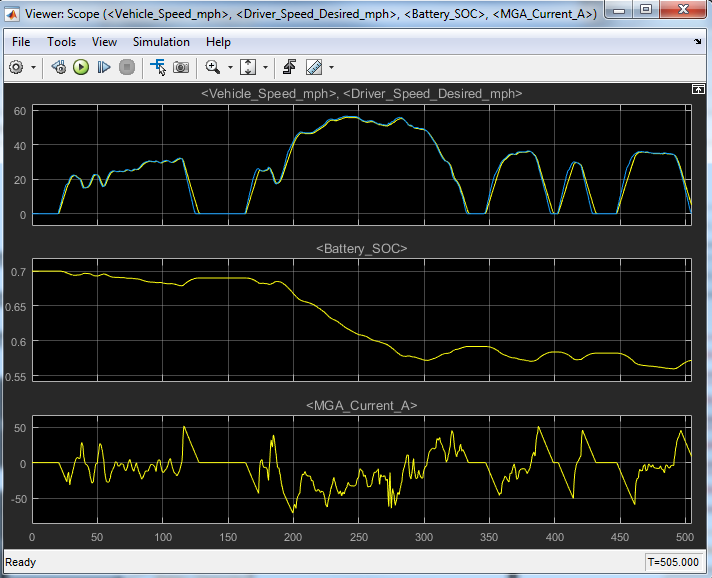 Viewer: Scope (<Vehicle_Speed_mph>, <Driver_Speed_Desired_mph>, <Battery_SOC>, <MGA_Current_A>)
File Tools View Simulation Help
<Vehicle_Speed_mph>, <Driver_Speed_Desired_mph>
60
40
20
0
<Battery_SOC>
0.7
0.65
0.6
0.55
<MGA_Current_A>
50
0
-50
0 50 100 150 200 250 300 350 400 450 500
Ready T=505.000